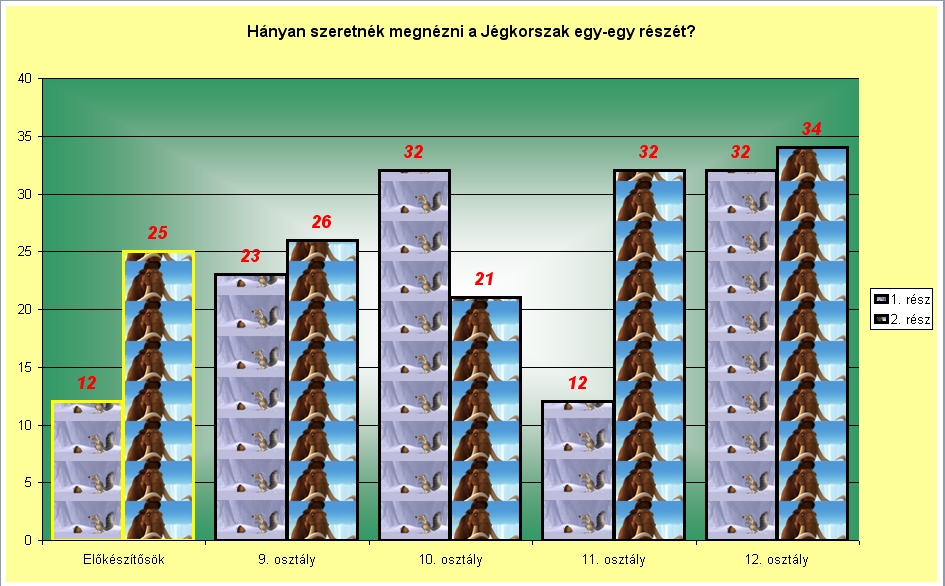 Hányan szeretnék megnézni a Jégkorszak egy-egy részét?
40
35
30
25
20
15
10
5
0
12
25
23
26
32
21
12
32
32
34
Előkészítősök
9. osztály
10. osztály
11. osztály
12. osztály
1. rész
2. rész